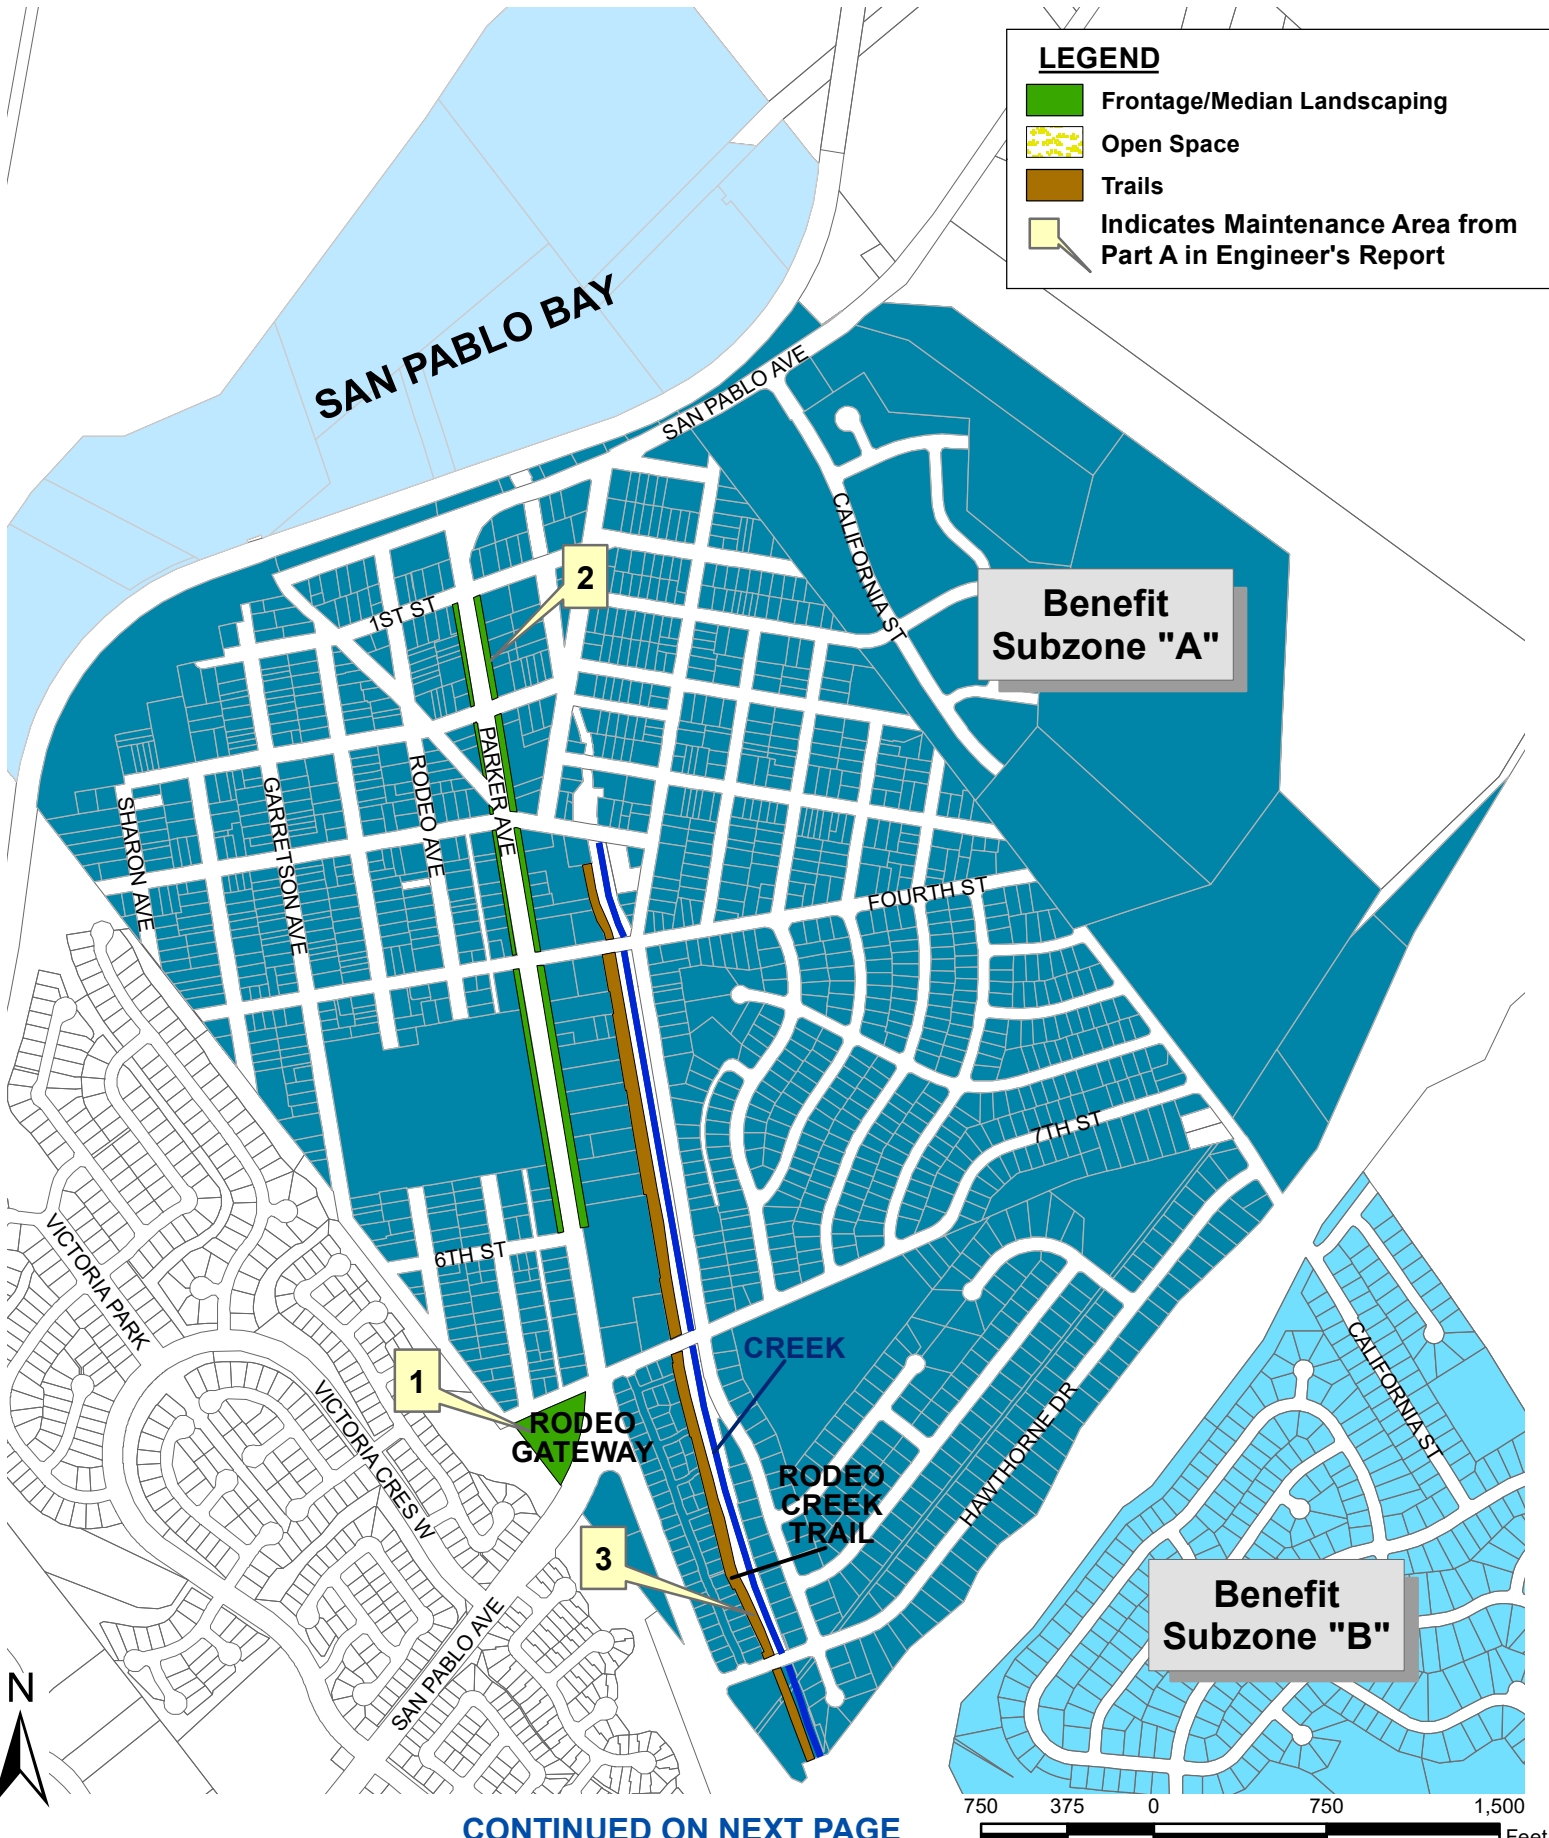 LEGEND
Frontage/Median Landscaping
Open Space
Trails
Indicates Maintenance Area from
Part A in Engineer's Report
SAN PABLO BAY
SAN PABLO AVE
CALIFORNIA ST
2
1ST ST
Benefit
Subzone "A"
PARKER AVE
RODEO AVE
GARRETSON AVE
SHARON AVE
FOURTH ST
7TH ST
6TH ST
VICTORIA PARK
CREEK
1
RODEO
GATEWAY
VICTORIA CRES W
RODEO
CREEK
TRAIL
HAWTHORNE DR
CALIFORNIA ST
3
Benefit
Subzone "B"
SAN PABLO AVE
N
750 375 0 750 1,500
Feet
CONTINUED ON NEXT PAGE